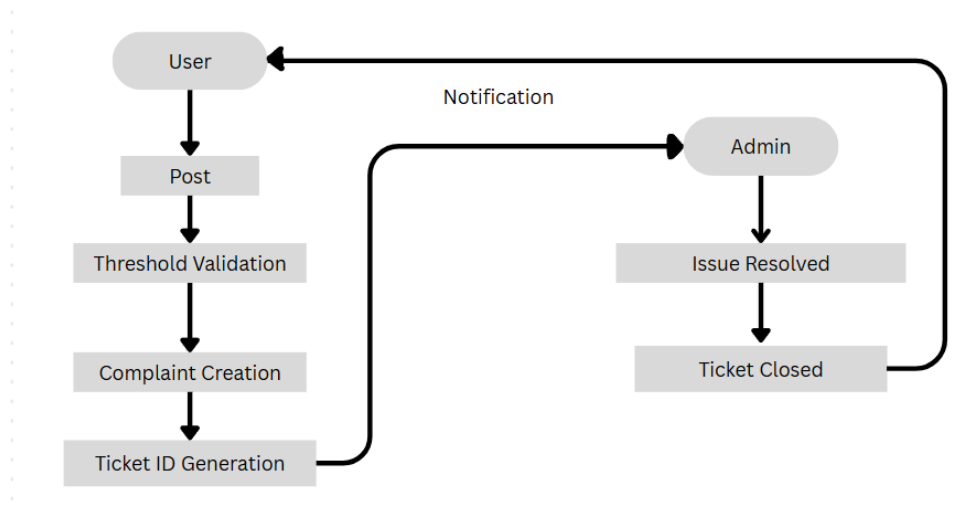 User
Notification
Admin
Post
Threshold Validation
Issue Resolved
Complaint Creation
Ticket Closed
Ticket ID Generation